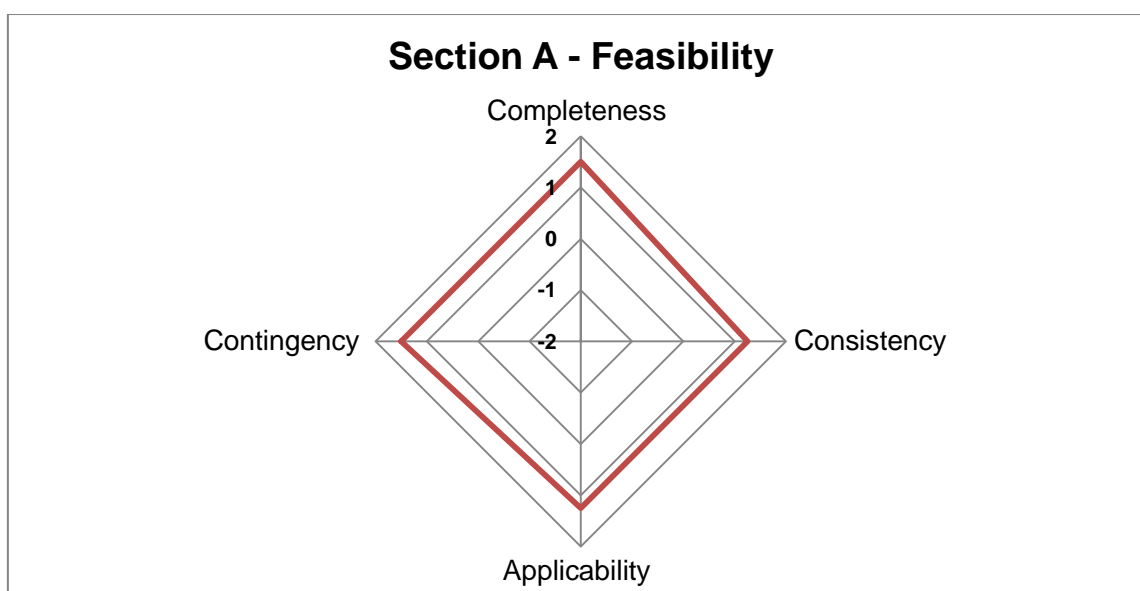 Section A - Feasibility
Completeness
2
1
0
-1
-2
Contingency
Consistency
Applicability